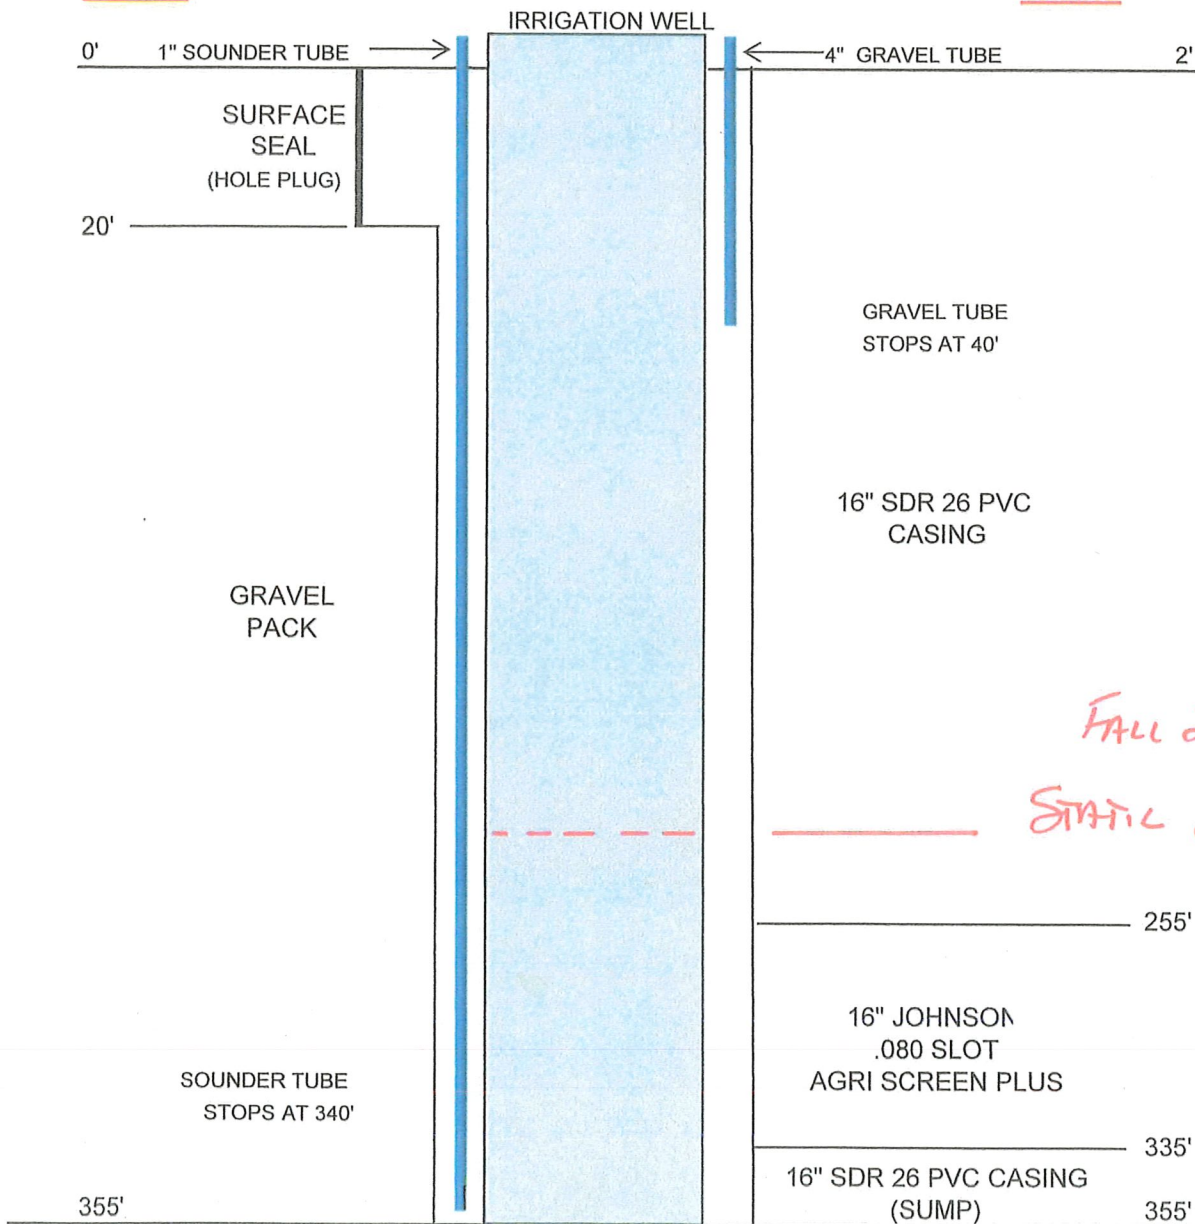 IRRIGATION WELL
0' 1" SOUNDER TUBE 4" GRAVEL TUBE 2'
SURFACE
SEAL
(HOLE PLUG)
20'
GRAVEL TUBE
STOPS AT 40'
16" SDR 26 PVC
CASING
GRAVEL
PACK
FALL
STATIC
255'
16" JOHNSON
.080 SLOT
AGRI SCREEN PLUS
SOUNDER TUBE
STOPS AT 340'
335'
16" SDR 26 PVC CASING
(SUMP)
355' 355'